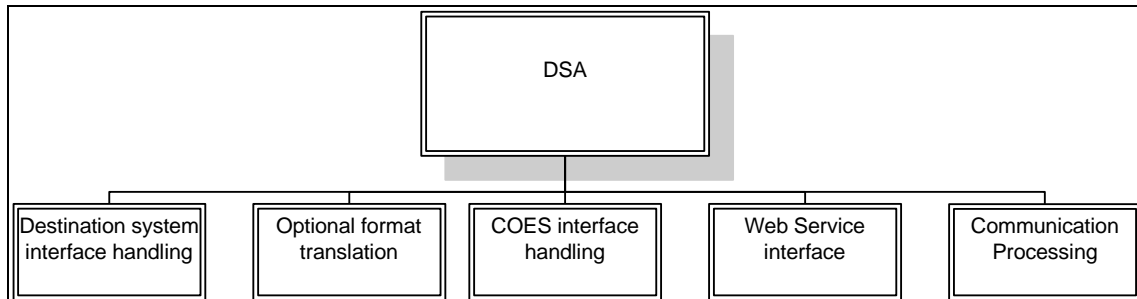 DSA
Destination system
interface handling
Optional format
translation
COES interface
handling
Web Service
interface
Communication
Processing